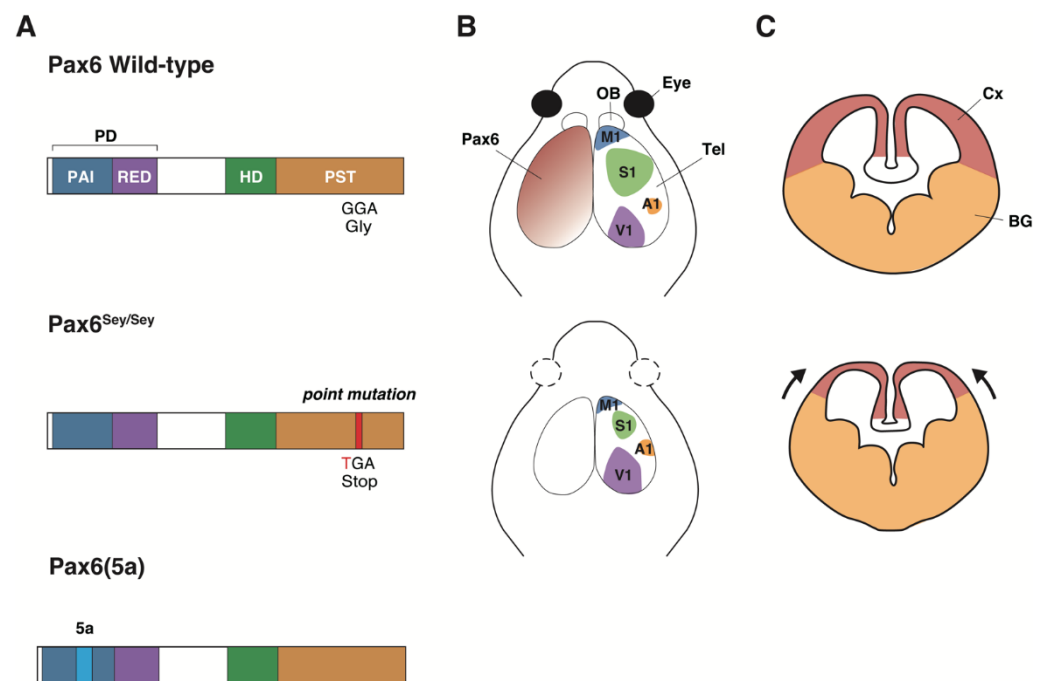 A
B
C
Pax6 Wild-type
PD
PAI
RED
HD
PST
GGA
Gly
Pax6
OB
Eye
M1
Tel
S1
A1
V1
Cx
BG
Pax6Sey/Sey
point mutation
TGA
Stop
M1
S1
A1
V1
Pax6(5a)
5a